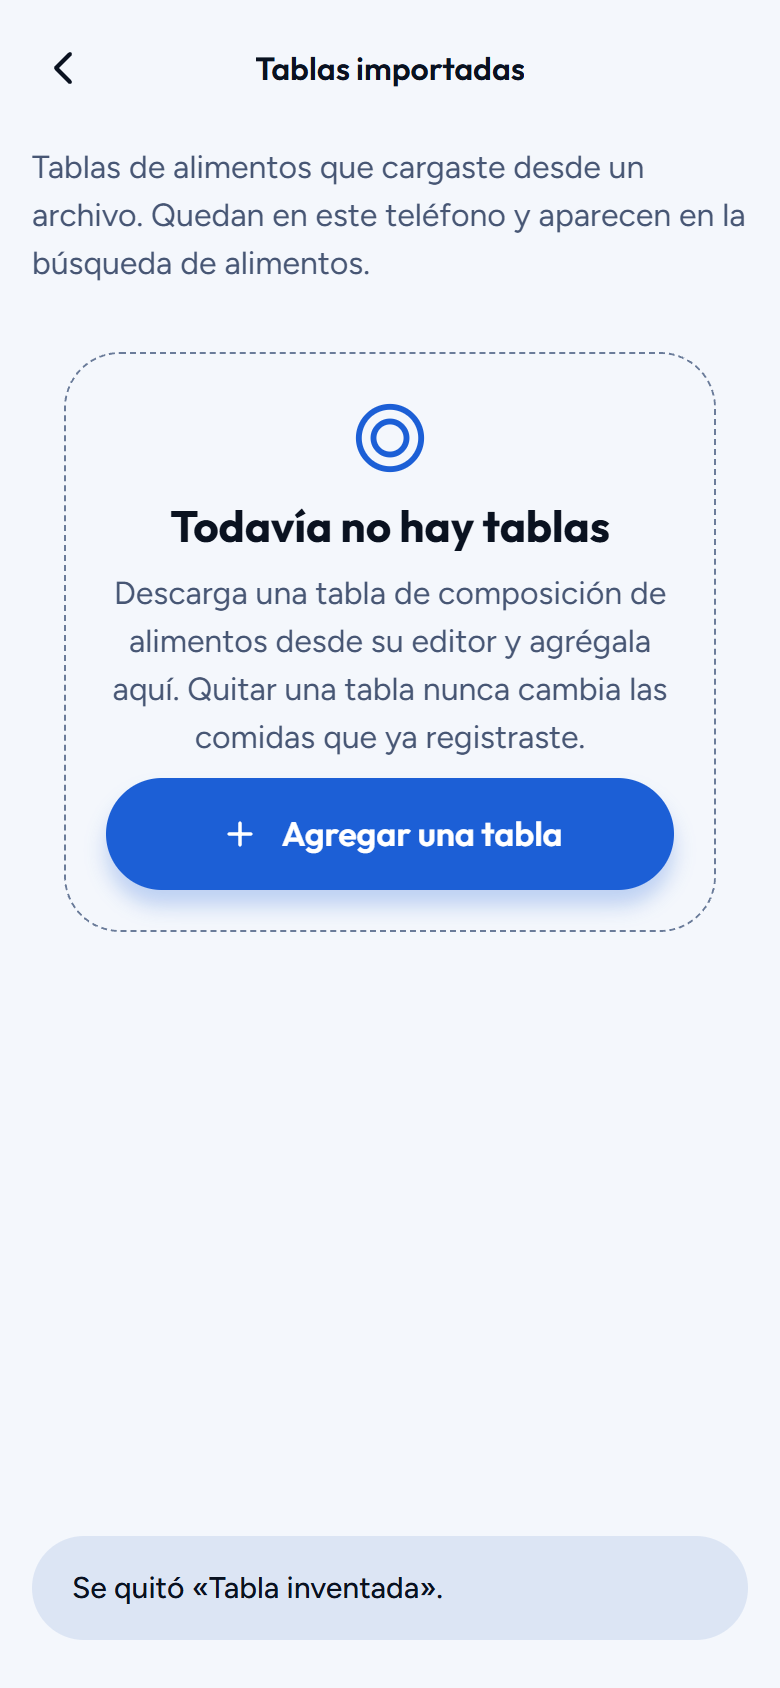 Tablas importadas
Tablas de alimentos que cargaste desde un
archivo. Quedan en este teléfono y aparecen en la
búsqueda de alimentos.
Todavía no hay tablas
Descarga una tabla de composición de
alimentos desde su editor y agrégala
aquí. Quitar una tabla nunca cambia las
comidas que ya registraste.
Agregar una tabla
Se quitó «Tabla inventada».